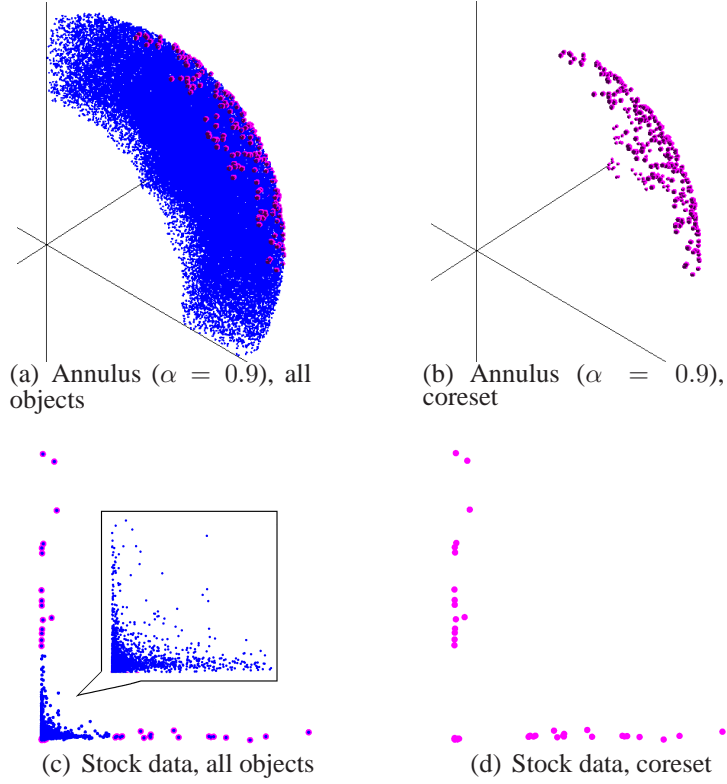 (a) Annulus (α = 0.9), all
objects
(b) Annulus (α = 0.9),
coreset
(c) Stock data, all objects
(d) Stock data, coreset